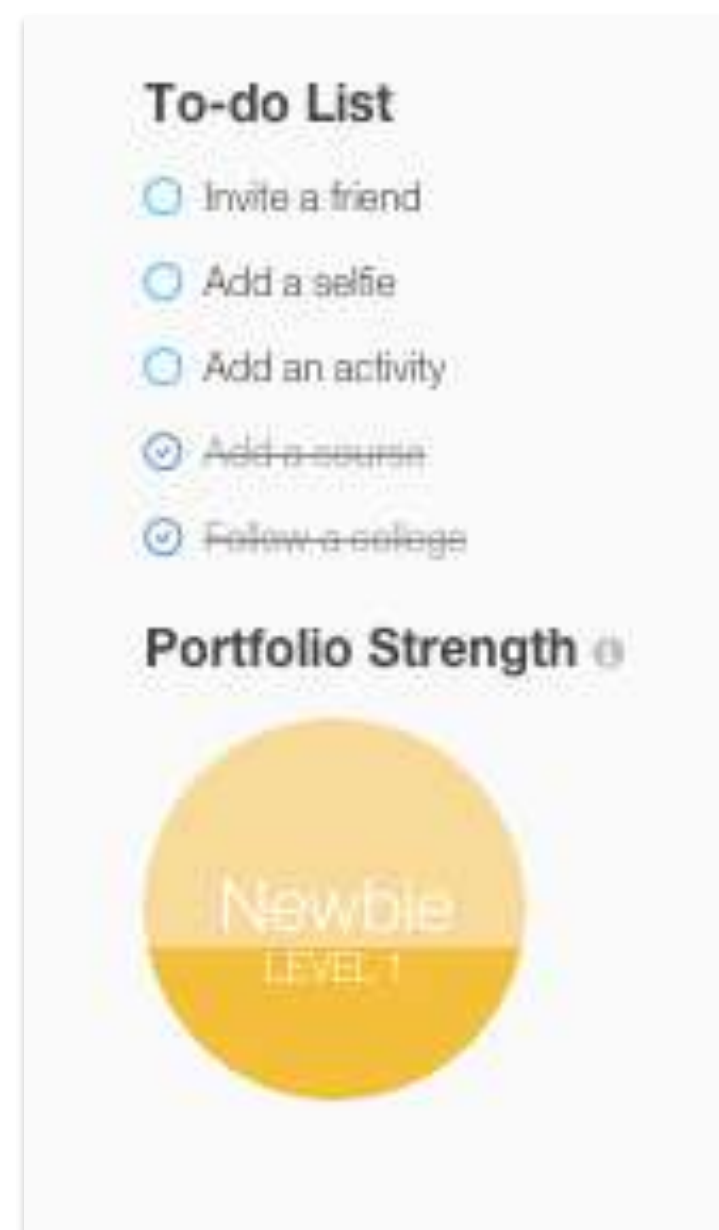 To-do List
Invite a friend
Add a selfie
Add an activity
Add a course
Follow a college
Portfolio Strength
Newbie
LEVEL 1